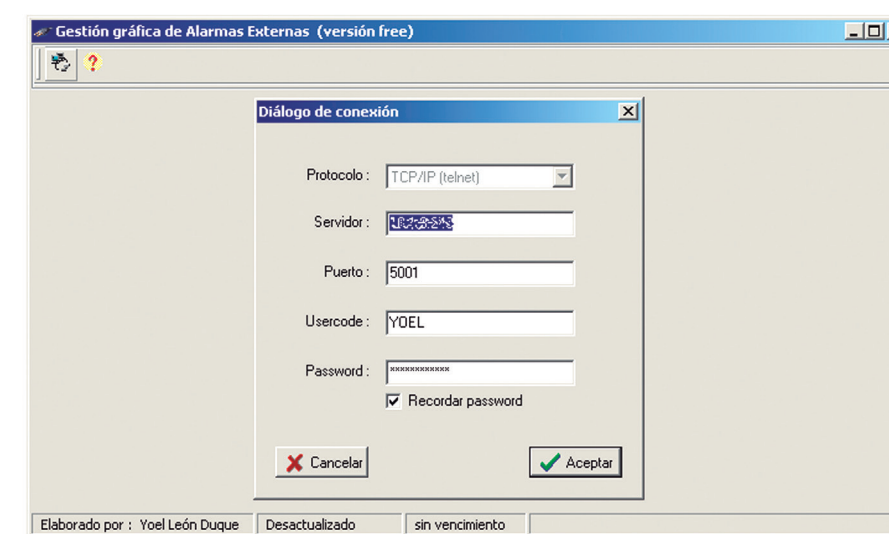 Gestión gráfica de Alarmas Externas (versión free)
?
Diálogo de conexión
Protocolo : TCP/IP (telnet)
Servidor :
Puerto : 5001
Usercode : YOEL
Password : ************
Recordar password
Cancelar Aceptar
Elaborado por : Yoel León Duque Desactualizado sin vencimiento